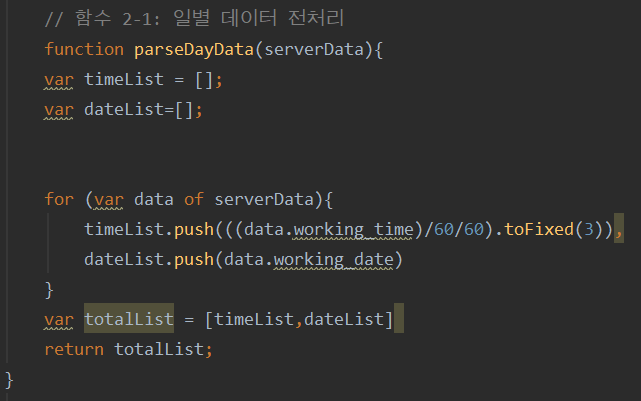 // 함수 2-1: 일별 데이터 전처리
function parseDayData(serverData){
var timeList = [];
var dateList=[];
for (var data of serverData){
timeList.push(((data.working_time)/60/60).toFixed(3)),
dateList.push(data.working_date)
}
var totalList = [timeList,dateList]
return totalList;
}